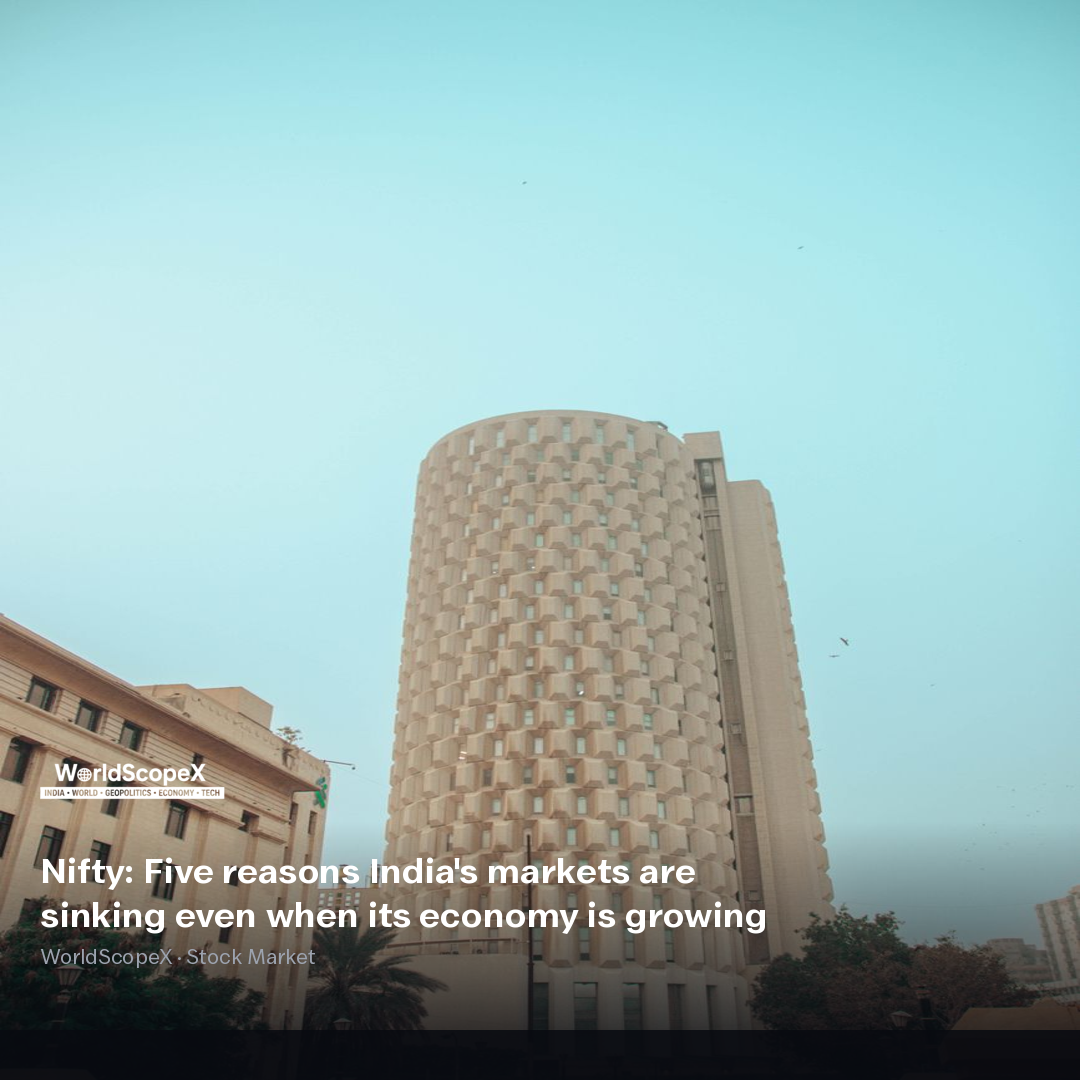 WorldScopeX
INDIA • WORLD • GEOPOLITICS • ECONOMY • TECH
Nifty: Five reasons India's markets are
sinking even when its economy is growing
WorldScopeX · Stock Market